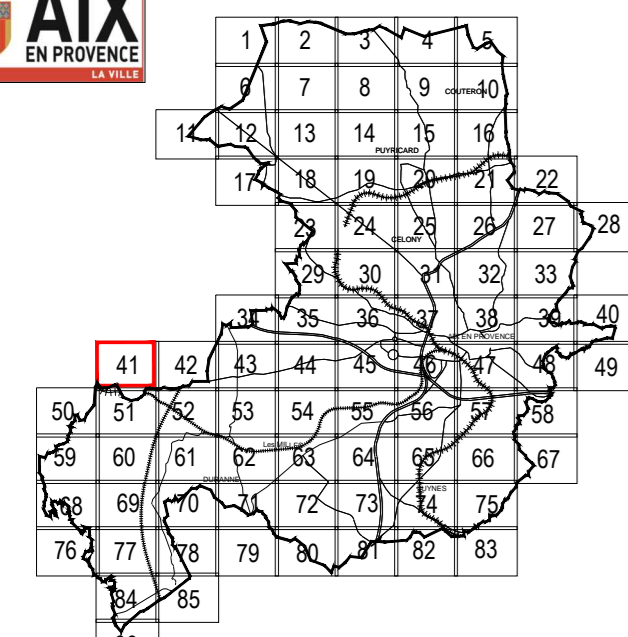 AIX
EN PROVENCE
LA VILLE
1 2 3 4 5
6 7 8 9 COUTERON 10
11 12 13 14 15 16
PUYRICARD
17 18 19 20 21 22
23 24 25 26 27 28
CELONY
29 30 31 32 33
34 35 36 37 38 39 40
AIX EN PROVENCE
41 42 43 44 45 46 47 48 49
50 51 52 53 54 55 56 57 58
Les MILLES
59 60 61 62 63 64 65 66 67
DURANNE
LUYNES
68 69 70 71 72 73 74 75
76 77 78 79 80 81 82 83
84 85